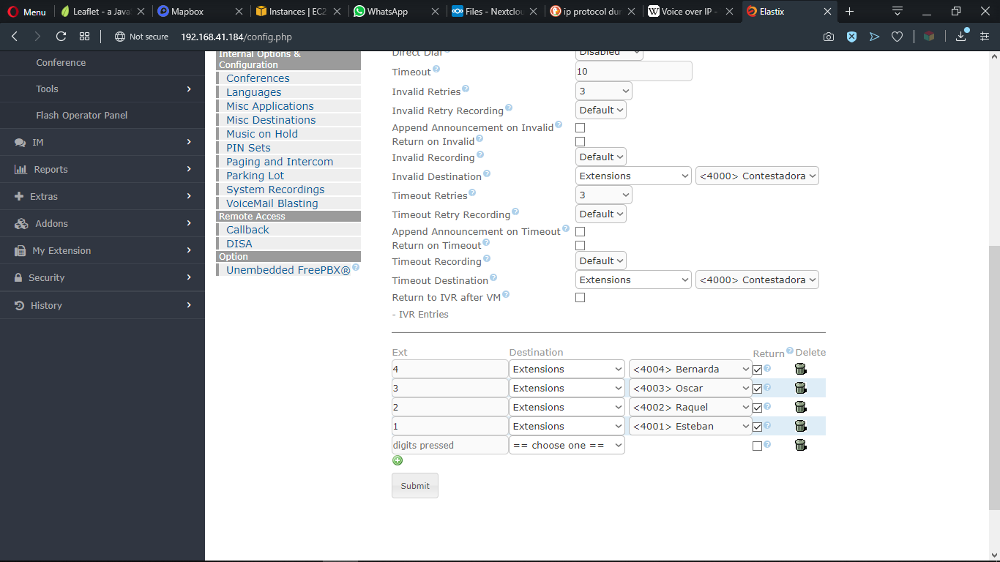 Menu
Leaflet - a Java
Mapbox
Instances | EC2
WhatsApp
Files - Nextclou
ip protocol dur
W Voice over IP -
Elastix
Not secure 192.168.41.184/config.php
Conference
Tools
Flash Operator Panel
IM
Reports
Extras
Addons
My Extension
Security
History
Internal Options &
Configuration
Conferences
Languages
Misc Applications
Misc Destinations
Music on Hold
PIN Sets
Paging and Intercom
Parking Lot
System Recordings
VoiceMail Blasting
Remote Access
Callback
DISA
Option
Unembedded FreePBX® ?
Direct Dial Disabled
Timeout ? 10
Invalid Retries ? 3
Invalid Retry Recording ? Default
Append Announcement on Invalid ?
Return on Invalid ?
Invalid Recording ? Default
Invalid Destination ? Extensions <4000> Contestadora
Timeout Retries ? 3
Timeout Retry Recording ? Default
Append Announcement on Timeout ?
Return on Timeout ?
Timeout Recording ? Default
Timeout Destination ? Extensions <4000> Contestadora
Return to IVR after VM ?
- IVR Entries
Ext Destination Return ? Delete
4 Extensions <4004> Bernarda ?
3 Extensions <4003> Oscar ?
2 Extensions <4002> Raquel ?
1 Extensions <4001> Esteban ?
digits pressed == choose one == ?
Submit